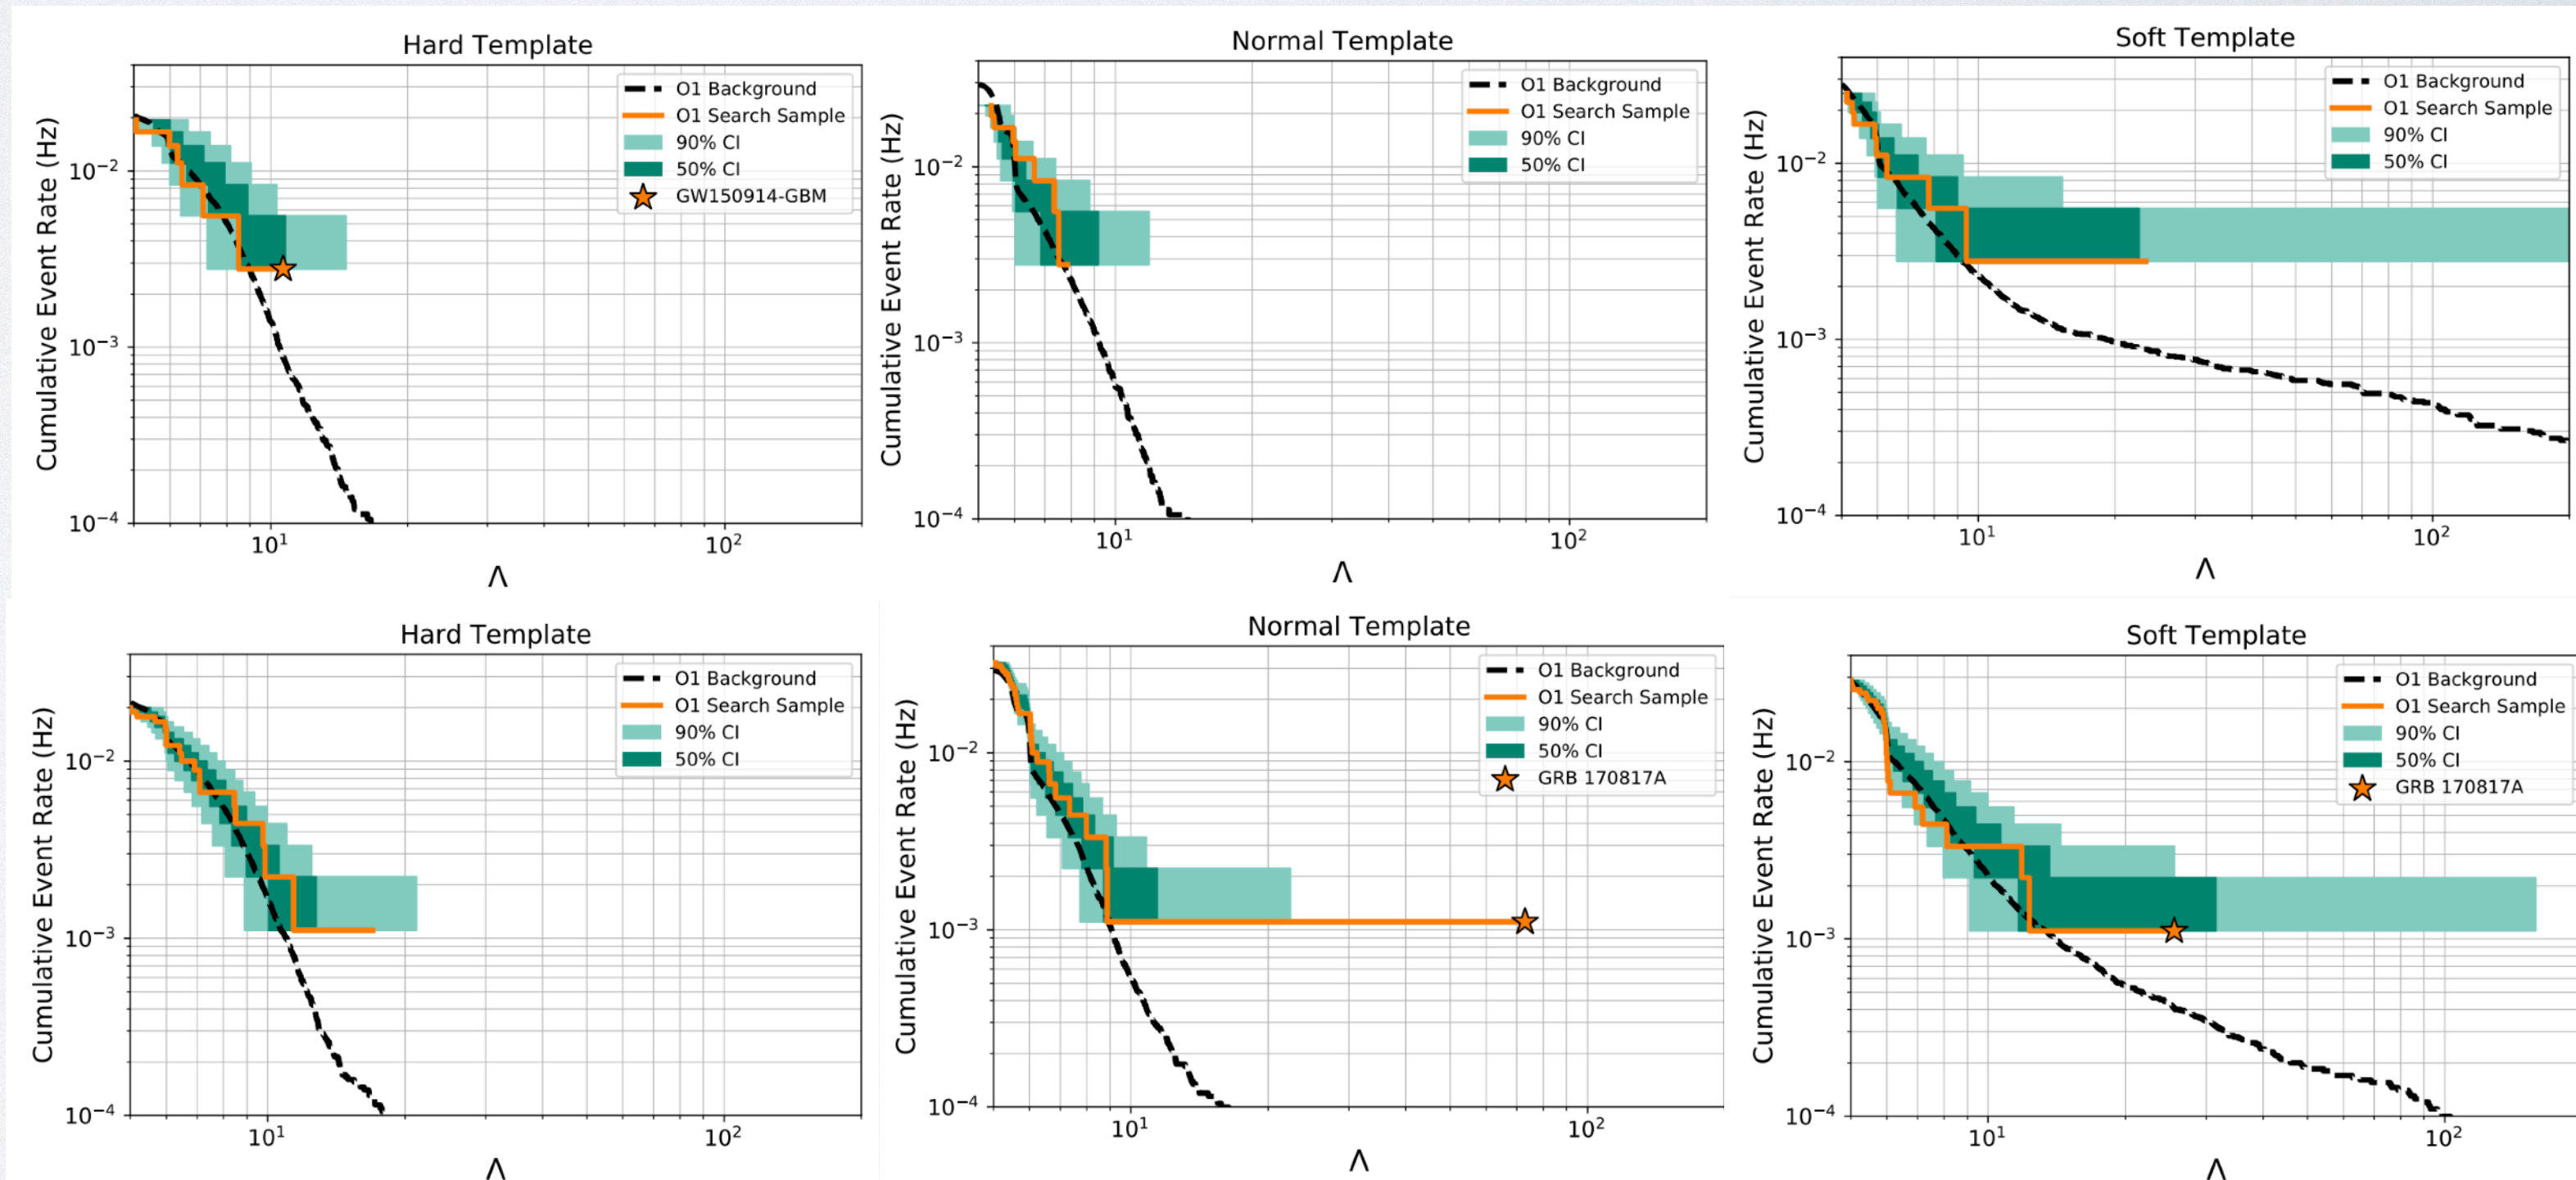 Hard Template
Cumulative Event Rate (Hz)
10⁻²
10⁻³
10⁻⁴
O1 Background
O1 Search Sample
90% CI
50% CI
GW150914-GBM
10¹
10²
Λ
Normal Template
Cumulative Event Rate (Hz)
10⁻²
10⁻³
10⁻⁴
O1 Background
O1 Search Sample
90% CI
50% CI
10¹
10²
Λ
Soft Template
Cumulative Event Rate (Hz)
10⁻²
10⁻³
10⁻⁴
O1 Background
O1 Search Sample
90% CI
50% CI
10¹
10²
Λ
Hard Template
Cumulative Event Rate (Hz)
10⁻²
10⁻³
10⁻⁴
O1 Background
O1 Search Sample
90% CI
50% CI
10¹
10²
Λ
Normal Template
Cumulative Event Rate (Hz)
10⁻²
10⁻³
10⁻⁴
O1 Background
O1 Search Sample
90% CI
50% CI
GRB 170817A
10¹
10²
Λ
Soft Template
Cumulative Event Rate (Hz)
10⁻²
10⁻³
10⁻⁴
O1 Background
O1 Search Sample
90% CI
50% CI
GRB 170817A
10¹
10²
Λ